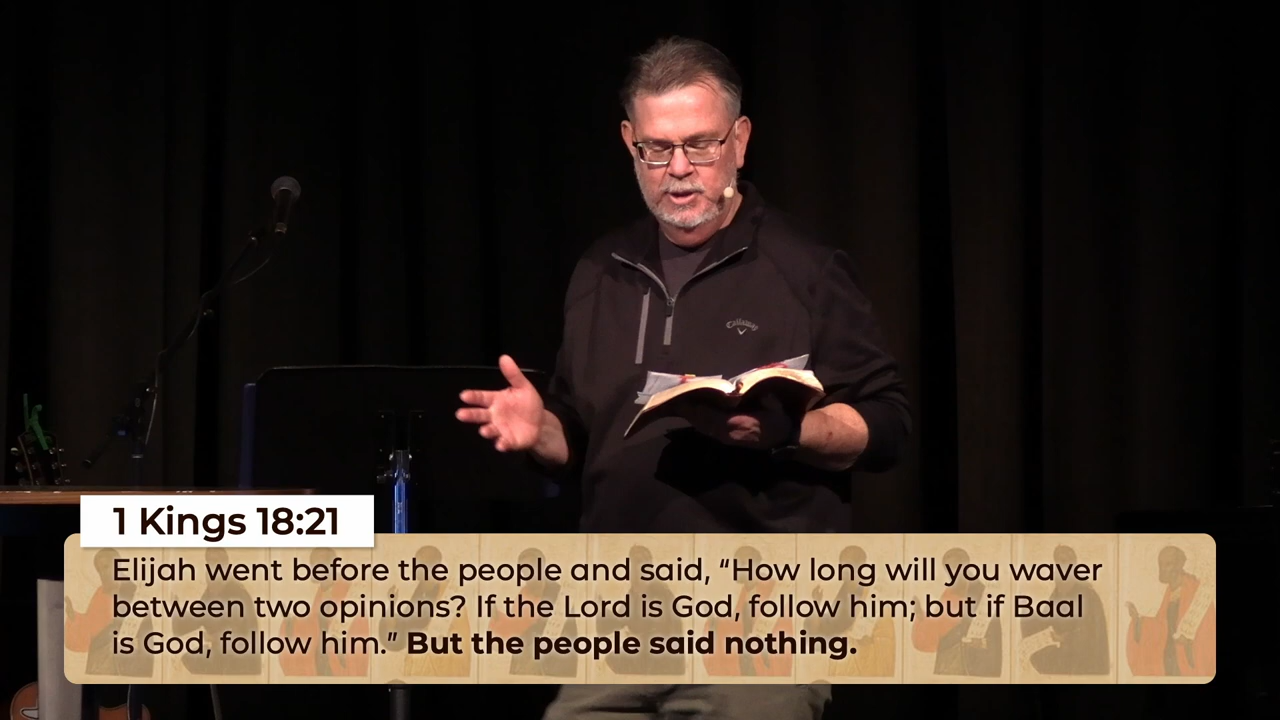 Callaway
1 Kings 18:21
Elijah went before the people and said, “How long will you waver
between two opinions? If the Lord is God, follow him; but if Baal
is God, follow him.” But the people said nothing.